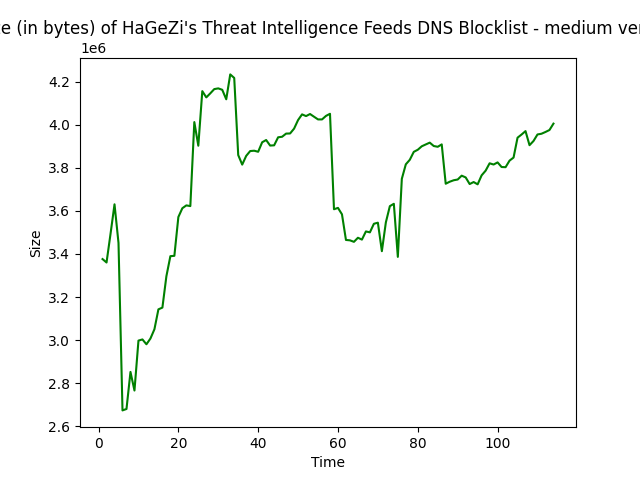 (in bytes) of HaGeZi's Threat Intelligence Feeds DNS Blocklist - medium
1e6
4.2
4.0
3.8
3.6
3.4
3.2
3.0
2.8
2.6
Size
0 20 40 60 80 100
Time